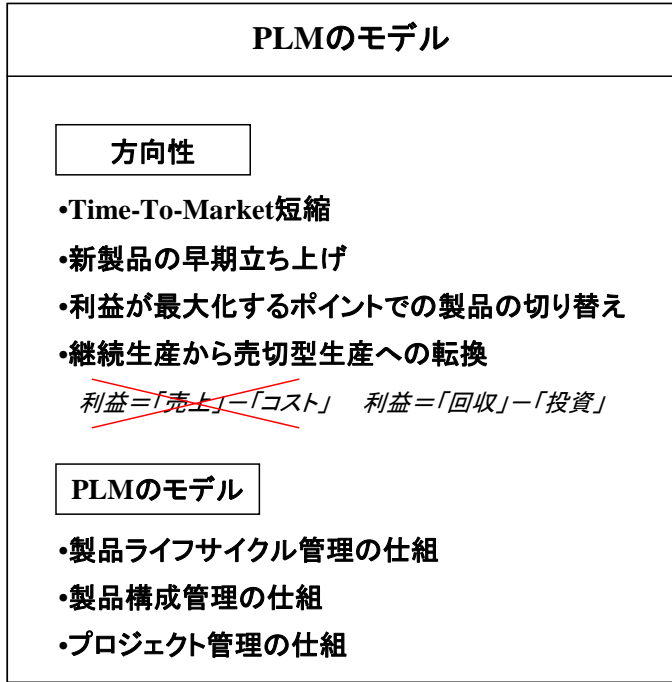 PLMのモデル
方向性
•Time-To-Market短縮
•新製品の早期立ち上げ
•利益が最大化するポイントでの製品の切り替え
•継続生産から売切型生産への転換
利益＝「売上」－「コスト」　利益＝「回収」－「投資」
PLMのモデル
•製品ライフサイクル管理の仕組
•製品構成管理の仕組
•プロジェクト管理の仕組